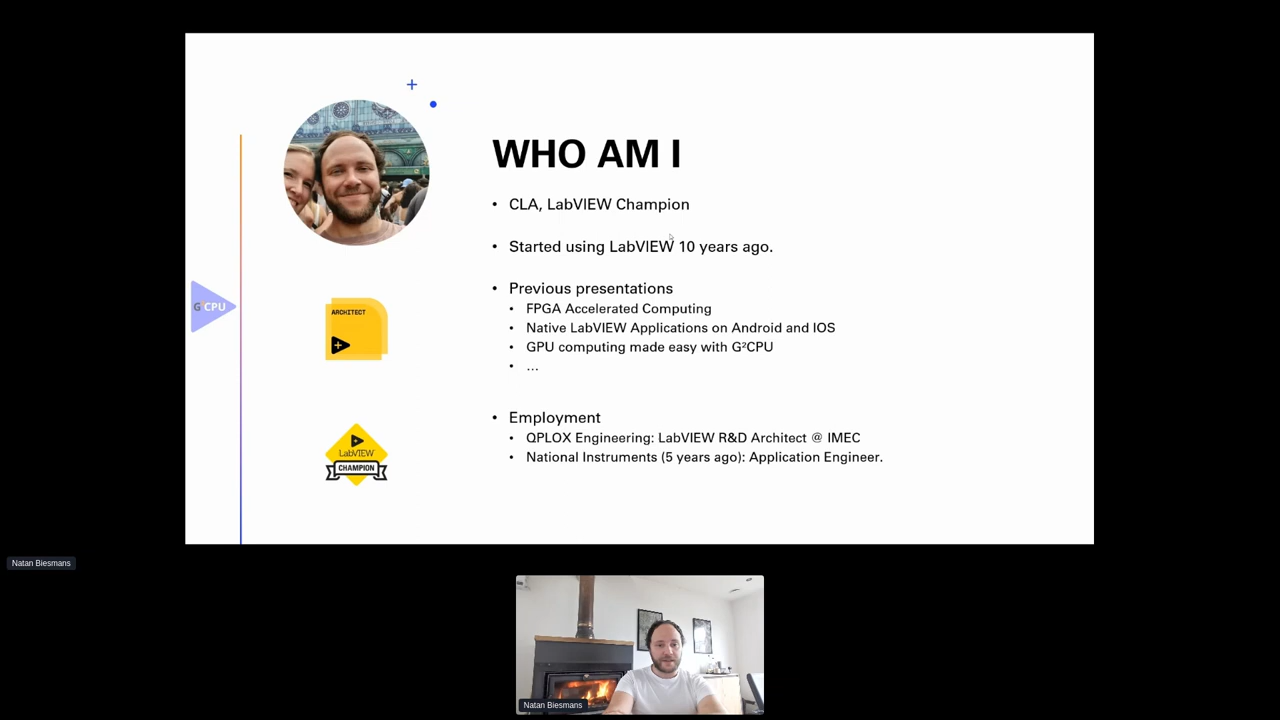 WHO AM I
• CLA, LabVIEW Champion
• Started using LabVIEW 10 years ago.
• Previous presentations
• FPGA Accelerated Computing
• Native LabVIEW Applications on Android and IOS
• GPU computing made easy with G²CPU
• ...
• Employment
• QPLOX Engineering: LabVIEW R&D Architect @ IMEC
• National Instruments (5 years ago): Application Engineer.
G²CPU
ARCHITECT
LabVIEW
CHAMPION
Natan Biesmans
Natan Biesmans